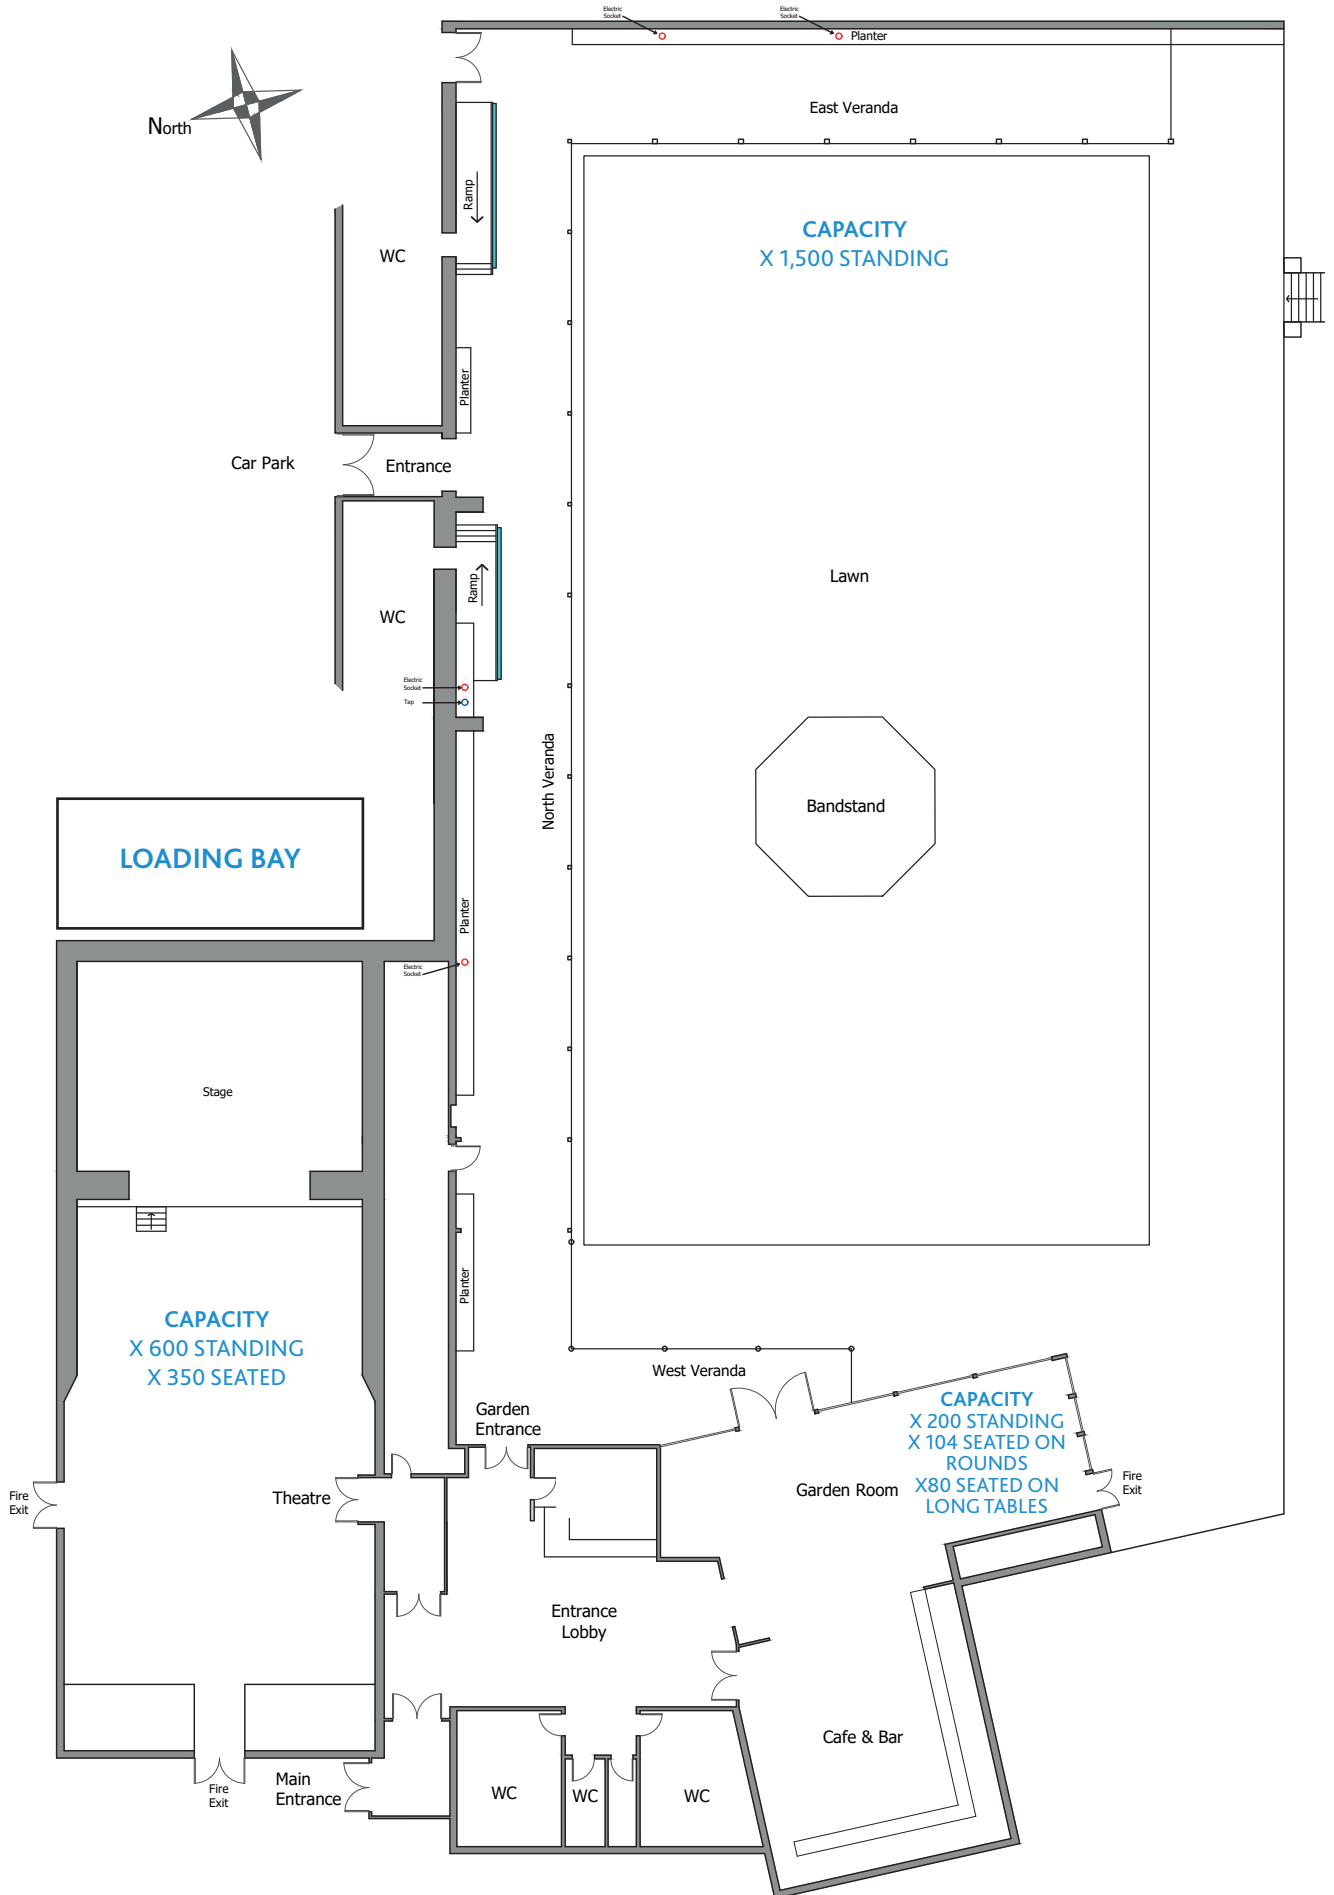 Electric
Socket
Electric
Socket
Planter
East Veranda
North
Ramp
CAPACITY
X 1,500 STANDING
WC
Planter
Car Park
Entrance
Lawn
Ramp
WC
Electric
Socket
Tap
North Veranda
Bandstand
LOADING BAY
Planter
Electric
Socket
Stage
Planter
CAPACITY
X 600 STANDING
X 350 SEATED
West Veranda
Garden
Entrance
CAPACITY
X 200 STANDING
X 104 SEATED ON
ROUNDS
X80 SEATED ON
LONG TABLES
Garden Room
Fire
Exit
Fire
Exit
Theatre
Entrance
Lobby
Cafe & Bar
Main
Entrance
Fire
Exit
WC
WC
WC